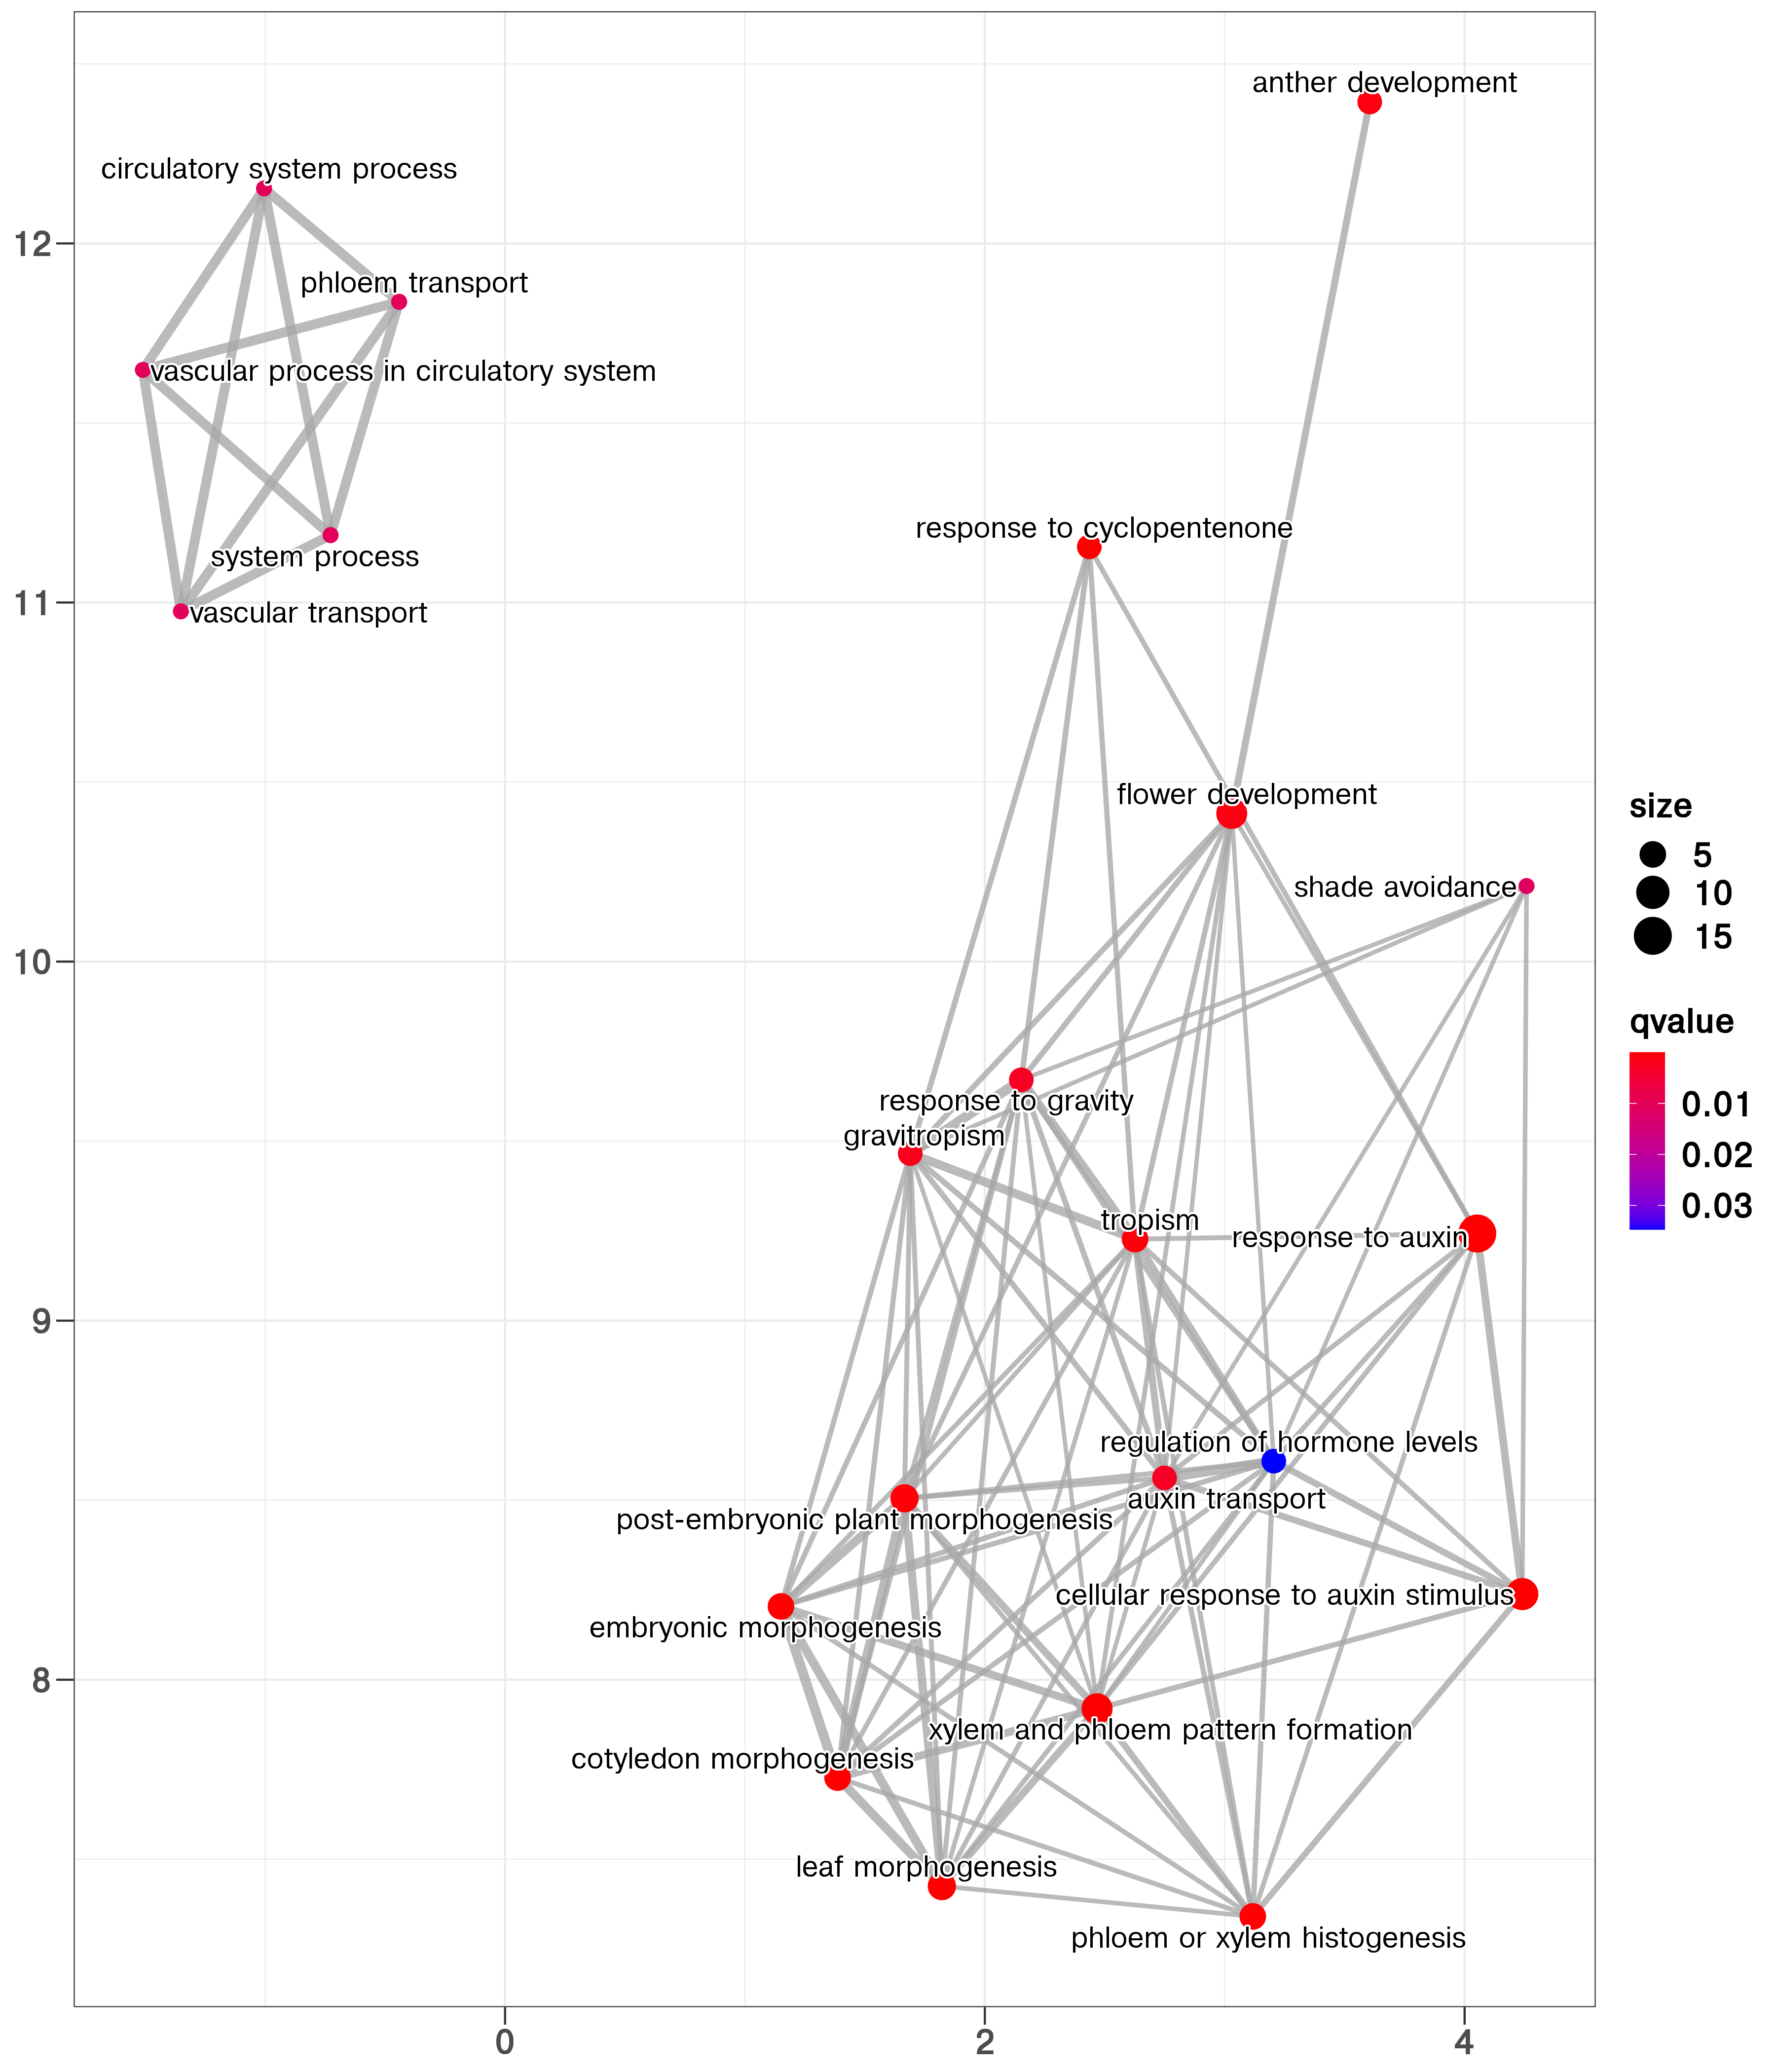 anther development
circulatory system process
12
phloem transport
vascular process in circulatory system
response to cyclopentenone
system process
11
vascular transport
flower development
size
5
shade avoidance
10
15
10
qvalue
response to gravity
0.01
gravitropism
0.02
tropism
response to auxin
0.03
9
regulation of hormone levels
auxin transport
post-embryonic plant morphogenesis
cellular response to auxin stimulus
embryonic morphogenesis
8
xylem and phloem pattern formation
cotyledon morphogenesis
leaf morphogenesis
phloem or xylem histogenesis
0
2
4